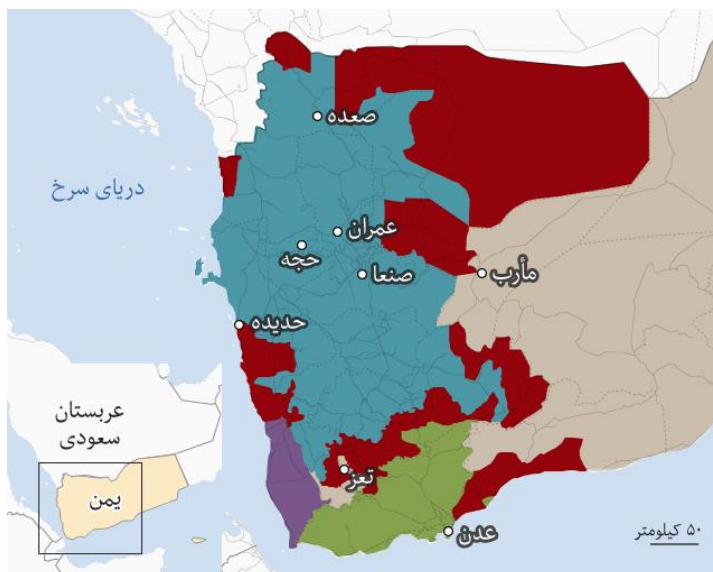 صعده
دریای سرخ
عمران
حجه
صنعا
مأرب
حدیده
عربستان
سعودی
یمن
تعز
عدن
۵۰ کیلومتر